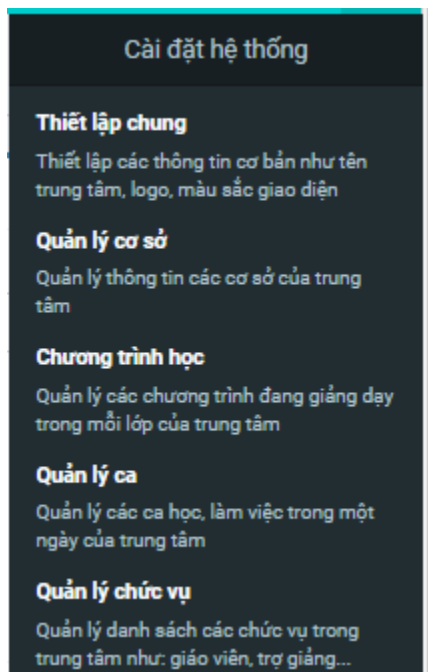 Cài đặt hệ thống
Thiết lập chung
Thiết lập các thông tin cơ bản như tên
trung tâm, logo, màu sắc giao diện
Quản lý cơ sở
Quản lý thông tin các cơ sở của trung
tâm
Chương trình học
Quản lý các chương trình đang giảng dạy
trong mỗi lớp của trung tâm
Quản lý ca
Quản lý các ca học, làm việc trong một
ngày của trung tâm
Quản lý chức vụ
Quản lý danh sách các chức vụ trong
trung tâm như: giáo viên, trợ giảng...